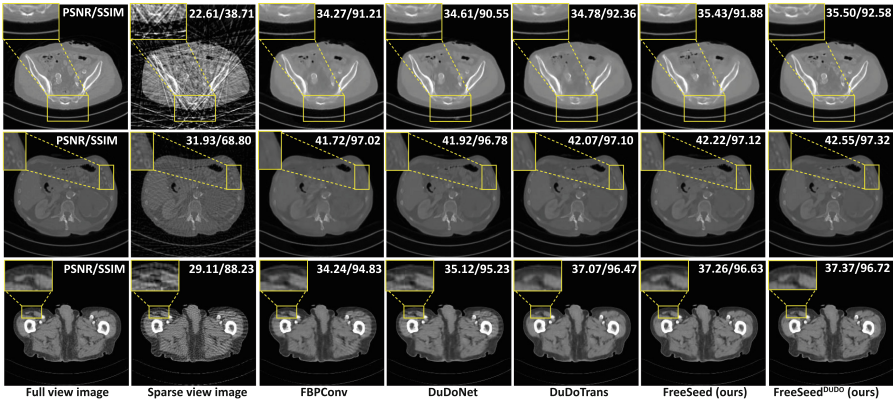 PSNR/SSIM 22.61/38.71 34.27/91.21 34.61/90.55 34.78/92.36 35.43/91.88 35.50/92.58
PSNR/SSIM 31.93/68.80 41.72/97.02 41.92/96.78 42.07/97.10 42.22/97.12 42.55/97.32
PSNR/SSIM 29.11/88.23 34.24/94.83 35.12/95.23 37.07/96.47 37.26/96.63 37.37/96.72
Full view image Sparse view image FBPConv DuDoNet DuDoTrans FreeSeed (ours) FreeSeedDUDO (ours)